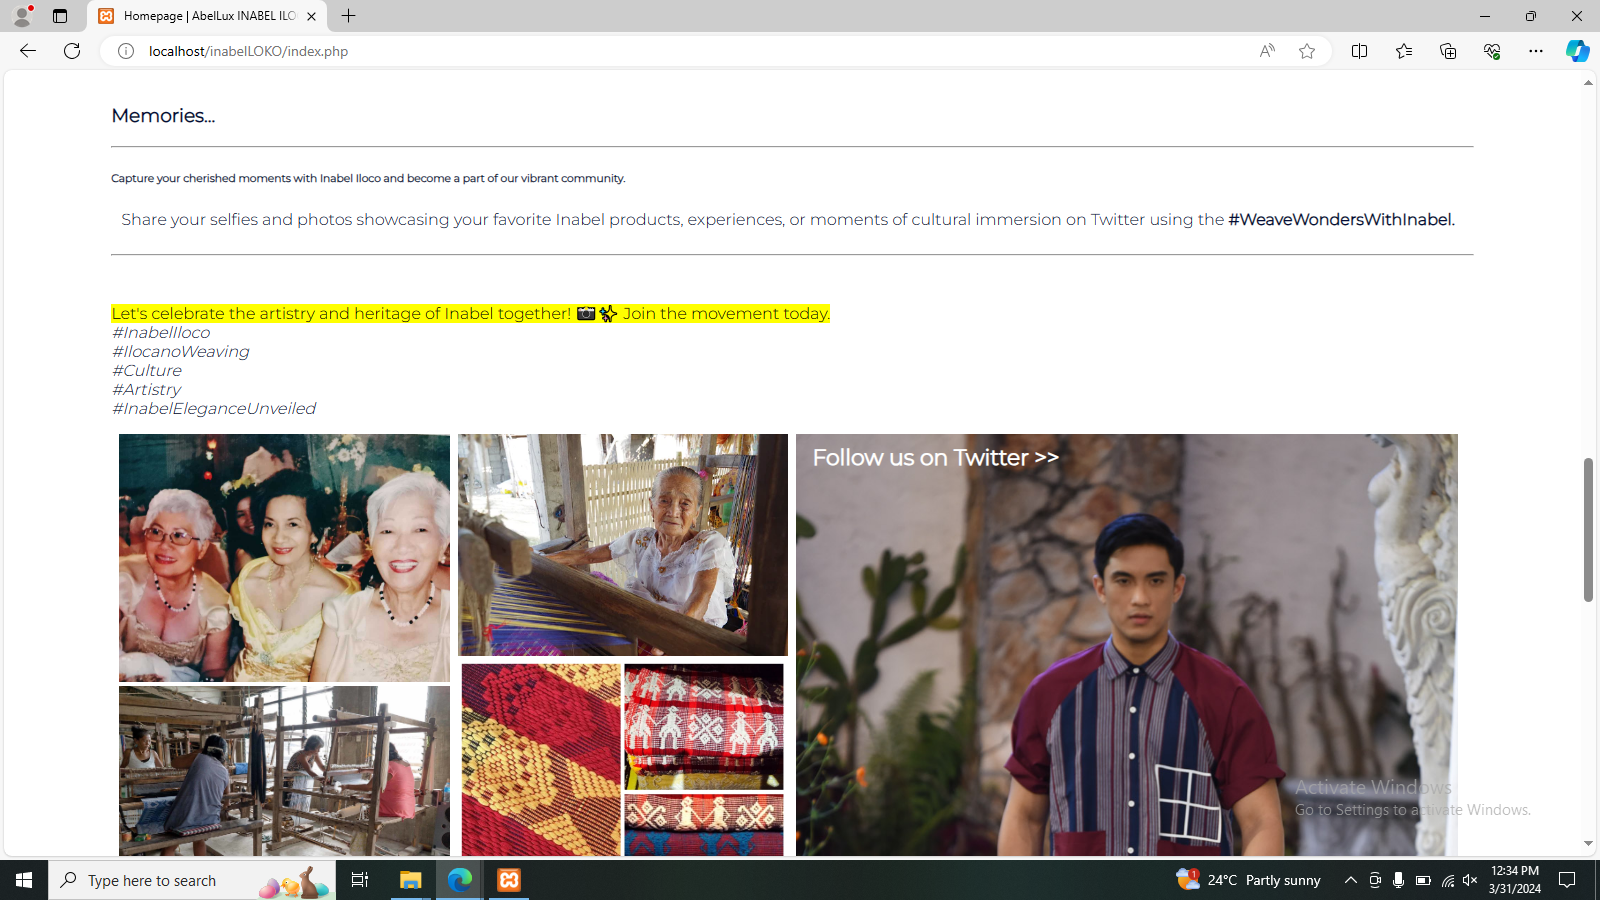 Homepage | AbelLux INABEL ILO
localhost/inabelLOKO/index.php
Memories...
Capture your cherished moments with Inabel Iloco and become a part of our vibrant community.
Share your selfies and photos showcasing your favorite Inabel products, experiences, or moments of cultural immersion on Twitter using the #WeaveWondersWithInabel.
Let's celebrate the artistry and heritage of Inabel together! 📷✨ Join the movement today.
#InabelIloco
#IlocanoWeaving
#Culture
#Artistry
#InabelEleganceUnveiled
Follow us on Twitter >>
Activate Windows
Go to Settings to activate Windows.
Type here to search
1
24°C Partly sunny
12:34 PM
3/31/2024